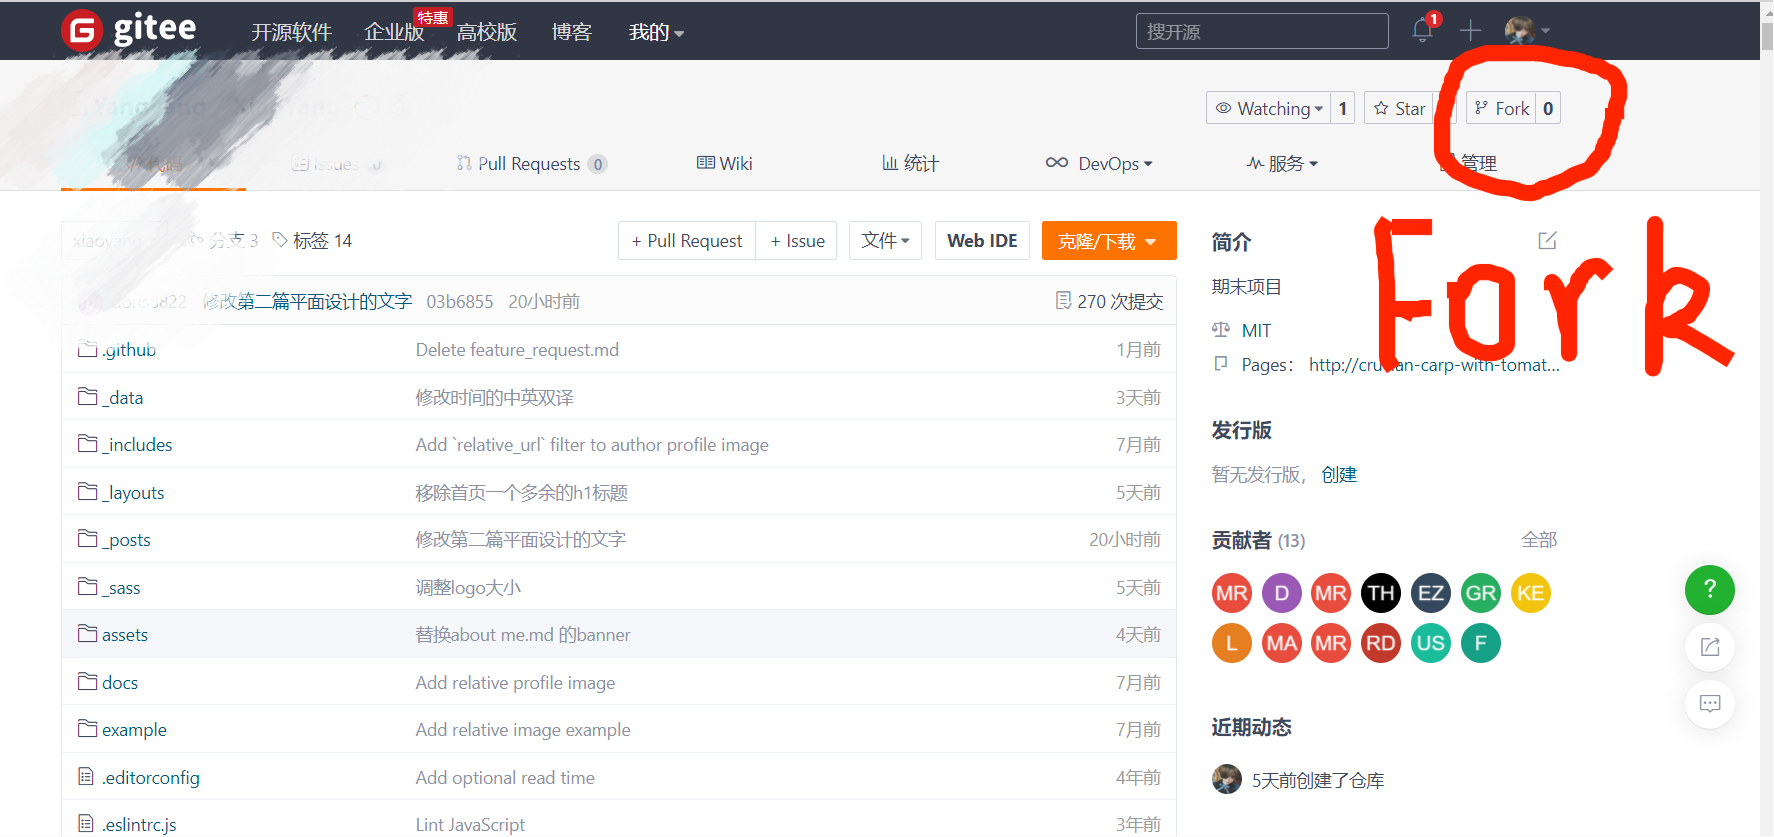 gitee 开源软件 企业版 特惠 高校版 博客 我的 搜开源 1
Watching 1 Star Fork 0
代码 Issues 0 Pull Requests 0 Wiki 统计 DevOps 服务 管理
Fork
分支 3 标签 14 + Pull Request + Issue 文件 Web IDE 克隆/下载
修改第二篇平面设计的文字 03b6855 20小时前 270 次提交
.github Delete feature_request.md 1月前
_data 修改时间的中英双译 3天前
_includes Add `relative_url` filter to author profile image 7月前
_layouts 移除首页一个多余的h1标题 5天前
_posts 修改第二篇平面设计的文字 20小时前
_sass 调整logo大小 5天前
assets 替换about me.md 的banner 4天前
docs Add relative profile image 7月前
example Add relative image example 7月前
.editorconfig Add optional read time 4年前
.eslintrc.js Lint JavaScript 3年前
简介
期末项目
MIT
Pages: 
发行版
暂无发行版， 创建
贡献者 (13) 全部
MR D MR TH EZ GR KE
L MA MR RD US F
近期动态
5天前创建了仓库
?